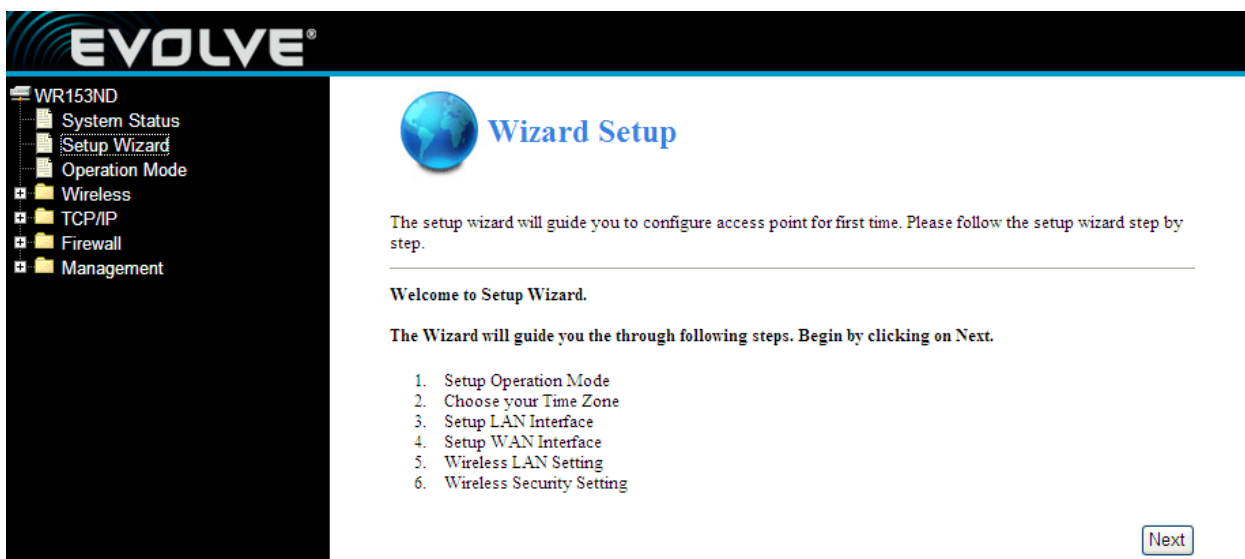 EVOLVE®
WR153ND
System Status
Setup Wizard
Operation Mode
Wireless
TCP/IP
Firewall
Management
Wizard Setup
The setup wizard will guide you to configure access point for first time. Please follow the setup wizard step by
step.
Welcome to Setup Wizard.
The Wizard will guide you the through following steps. Begin by clicking on Next.
1. Setup Operation Mode
2. Choose your Time Zone
3. Setup LAN Interface
4. Setup WAN Interface
5. Wireless LAN Setting
6. Wireless Security Setting
Next